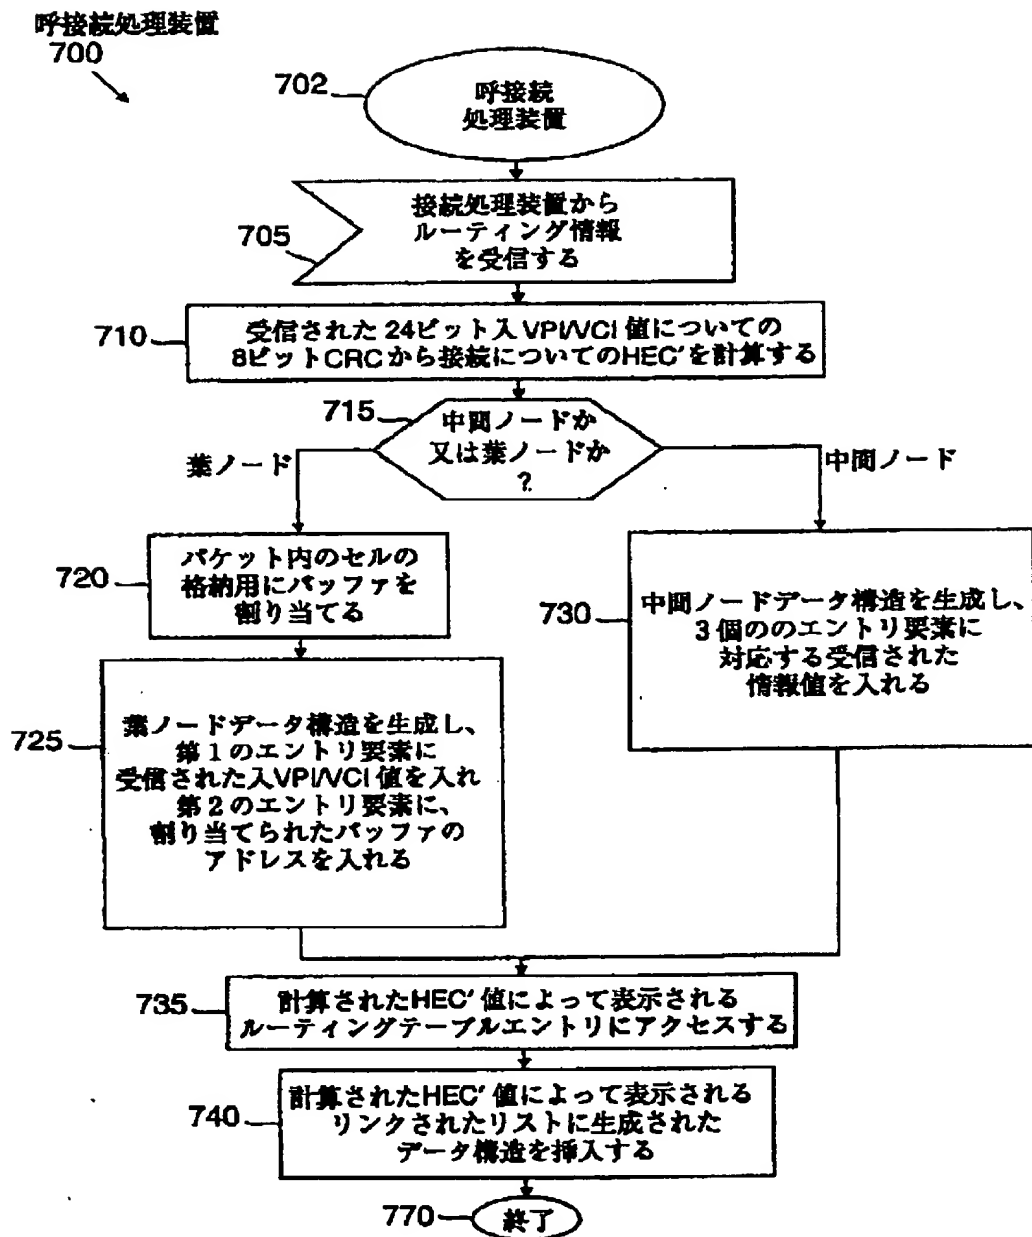 呼接続処理装置
700
702
呼接続
処理装置
705
接続処理装置から
ルーティング情報
を受信する
710
受信された 24ビット入 VPI/VCI 値についての
8ビットCRCから接続についてのHEC'を計算する
715
中間ノードか
又は葉ノードか
?
葉ノード
中間ノード
720
パケット内のセルの
格納用にバッファを
割り当てる
730
中間ノードデータ構造を生成し、
3個ののエントリ要素に
対応する受信された
情報値を入れる
725
葉ノードデータ構造を生成し、
第1のエントリ要素に
受信された入VPI/VCI 値を入れ
第2のエントリ要素に、
割り当てられたバッファの
アドレスを入れる
735
計算されたHEC' 値によって表示される
ルーティングテーブルエントリにアクセスする
740
計算されたHEC' 値によって表示される
リンクされたリストに生成された
データ構造を挿入する
770
終了